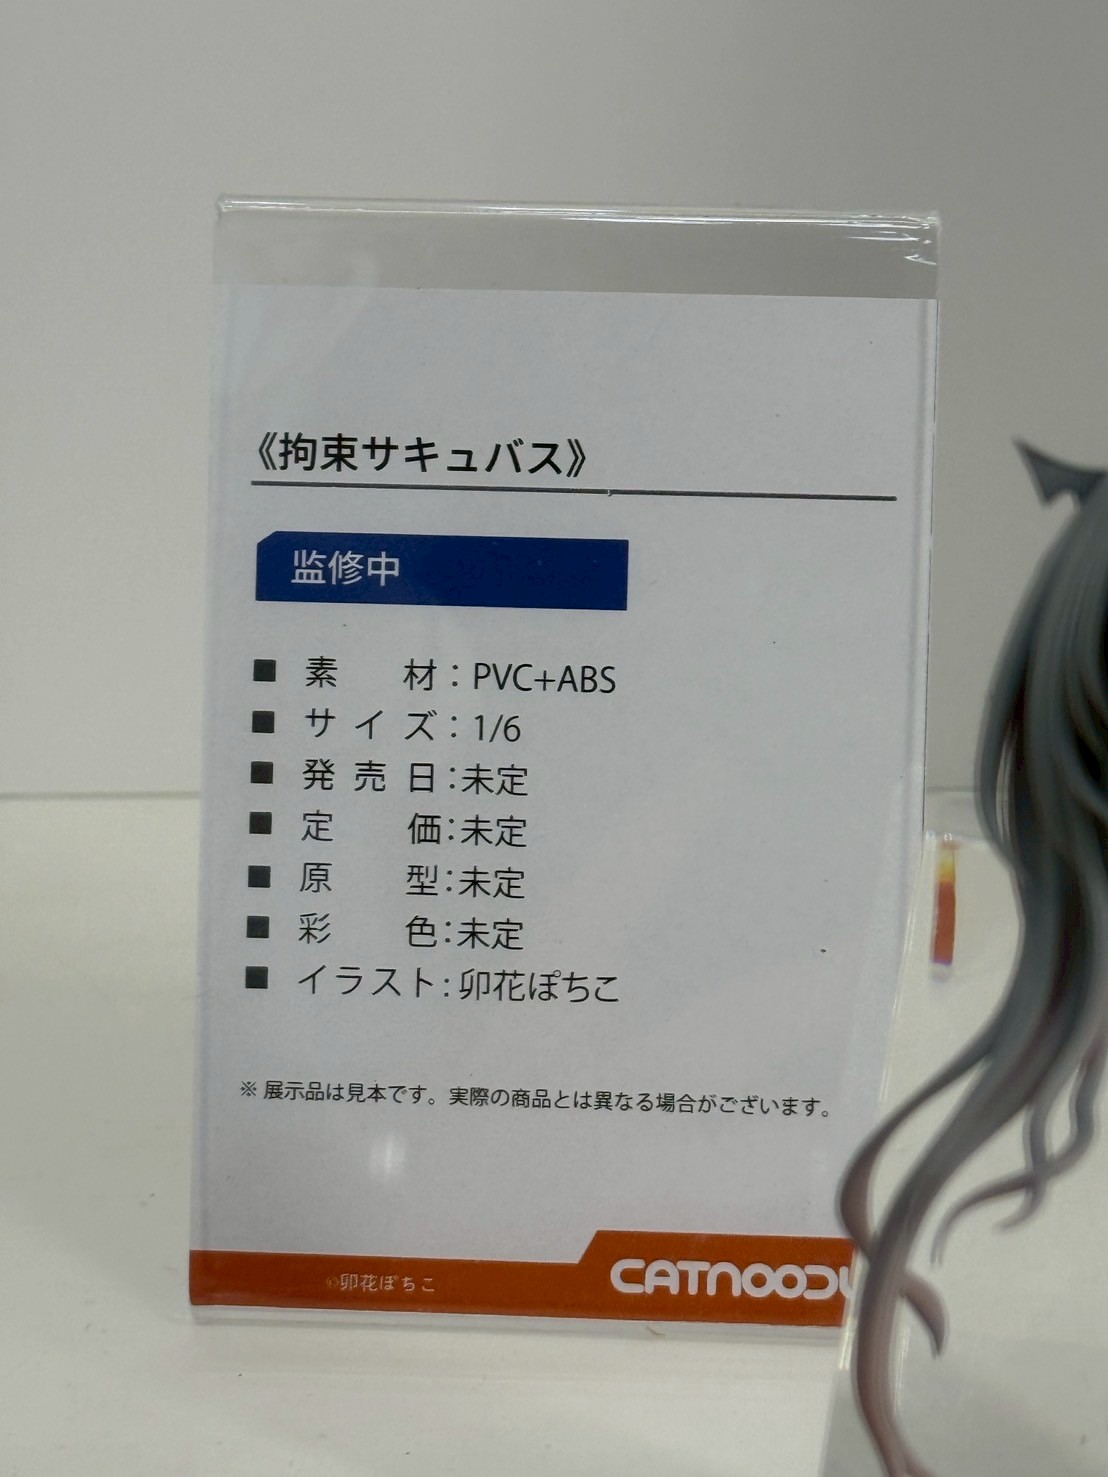 《拘束サキュバス》
監修中
■ 素　材：PVC+ABS
■ サイズ：1/6
■ 発売日：未定
■ 定　価：未定
■ 原　型：未定
■ 彩　色：未定
■ イラスト：卯花ぽちこ
※ 展示品は見本です。実際の商品とは異なる場合がございます。
©卯花ぽちこ
CATNOOD